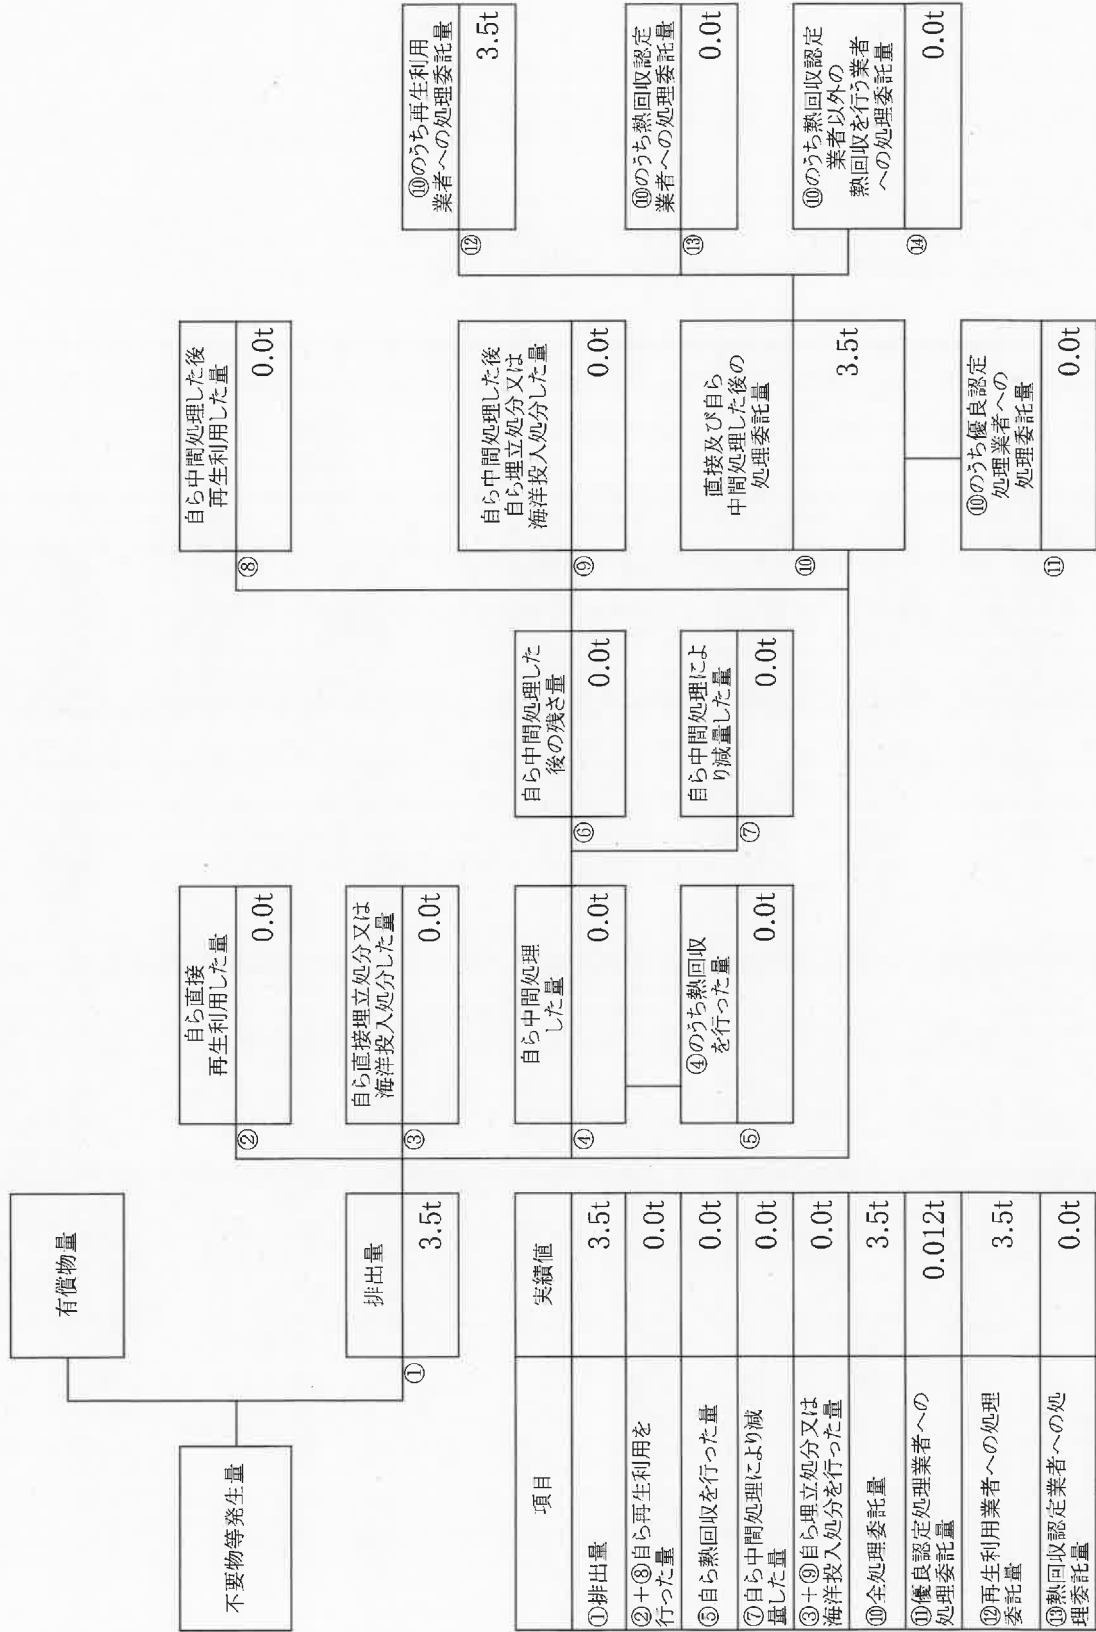 不要物等発生量
有償物量
排出量
①
3.5t
自ら直接
再生利用した量
②
0.0t
自ら直接埋立処分又は
海洋投入処分した量
③
0.0t
自ら中間処理
した量
④
0.0t
④のうち熱回収
を行った量
⑤
0.0t
自ら中間処理した
後の残さ量
⑥
0.0t
自ら中間処理によ
り減量した量
⑦
0.0t
自ら中間処理した後
再生利用した量
⑧
0.0t
自ら中間処理した後
自ら埋立処分又は
海洋投入処分した量
⑨
0.0t
直接及び自ら
中間処理した後の
処理委託量
⑩
3.5t
⑩のうち優良認定
処理業者への
処理委託量
⑪
0.0t
⑩のうち再生利用
業者への処理委託量
⑫
3.5t
⑩のうち熱回収認定
業者への処理委託量
⑬
0.0t
⑩のうち熱回収認定
業者以外の
熱回収を行う業者
への処理委託量
⑭
0.0t
項目 実績値
①排出量 3.5t
②+⑧自ら再生利用を
行った量 0.0t
⑤自ら熱回収を行った量 0.0t
⑦自ら中間処理により減
量した量 0.0t
③+⑨自ら埋立処分又は
海洋投入処分を行った量 0.0t
⑩全処理委託量 3.5t
⑪優良認定処理業者への
処理委託量 0.012t
⑫再生利用業者への処理
委託量 3.5t
⑬熱回収認定業者への処
理委託量 0.0t